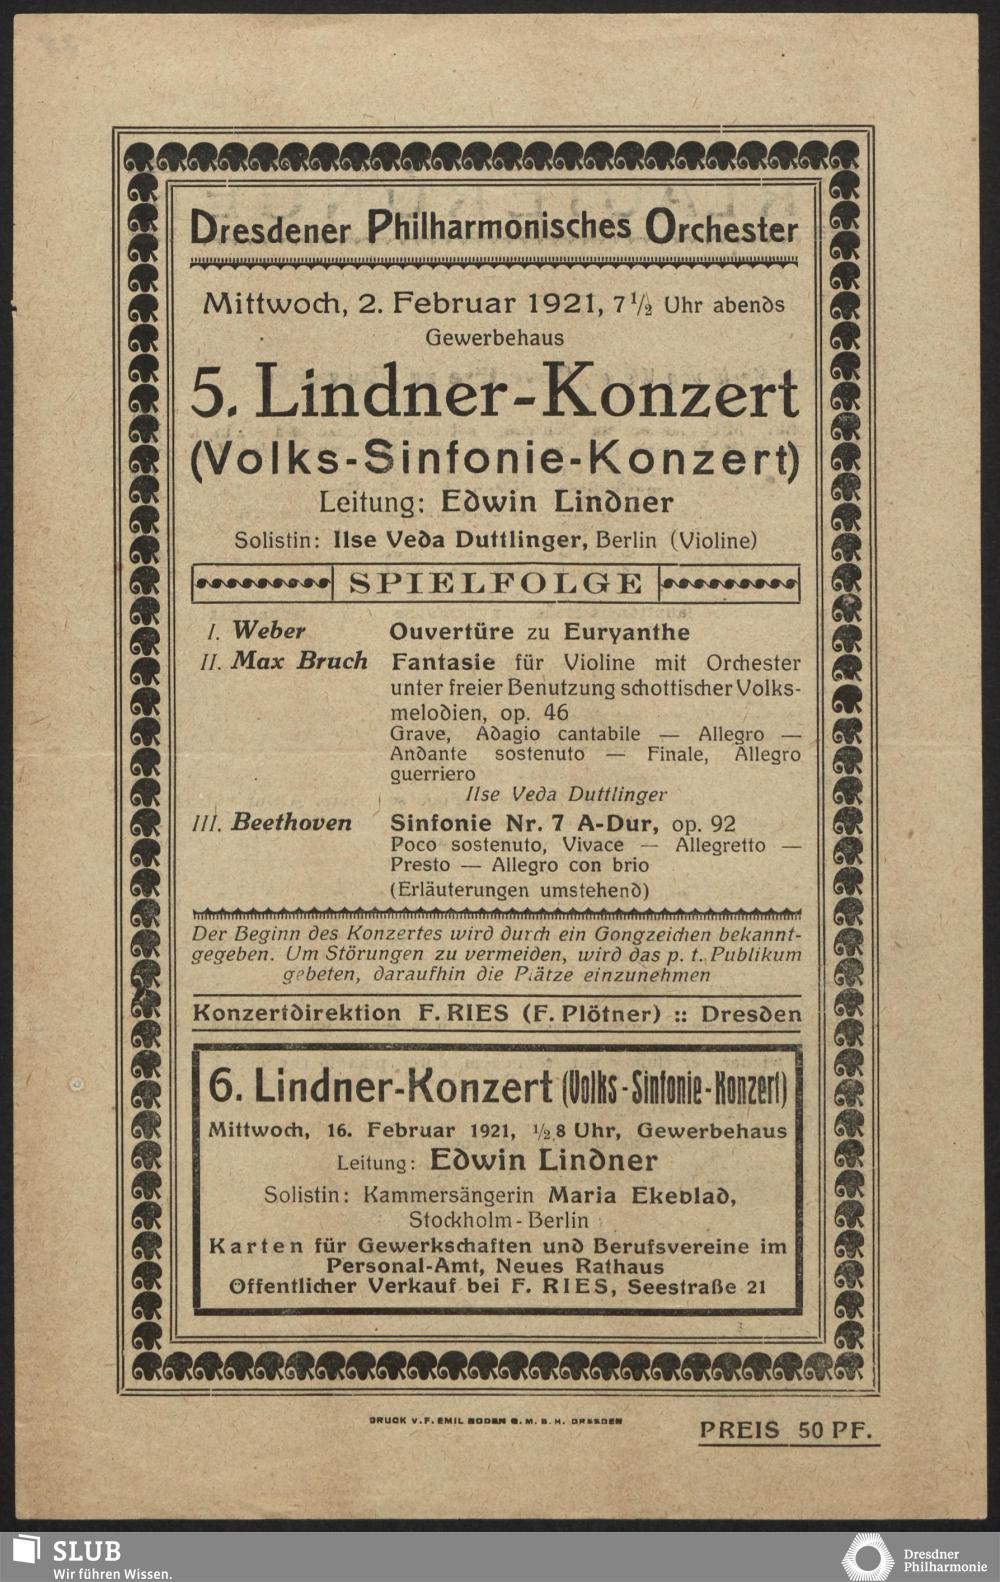 Dresdener Philharmonisches Orchester
Mittwoch, 2. Februar 1921, 7 1/2 Uhr abends
Gewerbehaus
5. Lindner-Konzert
(Volks-Sinfonie-Konzert)
Leitung: Edwin Lindner
Solistin: Ilse Veda Duttlinger, Berlin (Violine)
SPIELFOLGE
I. Weber Ouvertüre zu Euryanthe
II. Max Bruch Fantasie für Violine mit Orchester
unter freier Benutzung schottischer Volks-
melodien, op. 46
Grave, Adagio cantabile — Allegro —
Andante sostenuto — Finale, Allegro
guerriero
Ilse Veda Duttlinger
III. Beethoven Sinfonie Nr. 7 A-Dur, op. 92
Poco sostenuto, Vivace — Allegretto —
Presto — Allegro con brio
(Erläuterungen umstehend)
Der Beginn des Konzertes wird durch ein Gongzeichen bekannt-
gegeben. Um Störungen zu vermeiden, wird das p. t. Publikum
gebeten, daraufhin die Plätze einzunehmen
Konzertdirektion F. RIES (F. Plötner) :: Dresden
6. Lindner-Konzert (Volks-Sinfonie-Konzert)
Mittwoch, 16. Februar 1921, 1/2 8 Uhr, Gewerbehaus
Leitung: Edwin Lindner
Solistin: Kammersängerin Maria Ekeblad,
Stockholm-Berlin
Karten für Gewerkschaften und Berufsvereine im
Personal-Amt, Neues Rathaus
Öffentlicher Verkauf bei F. RIES, Seestraße 21
DRUCK V. F. EMIL BODEN G. M. B. H. DRESDEN
PREIS 50 PF.
SLUB
Wir führen Wissen.
Dresdner
Philharmonie